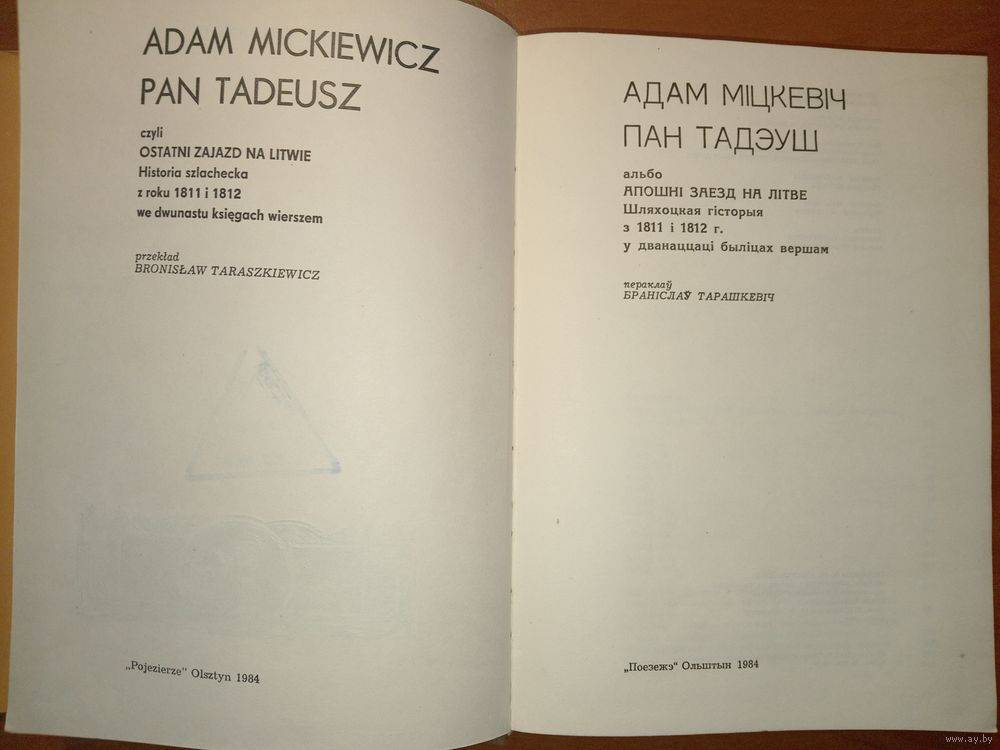 ADAM MICKIEWICZ
PAN TADEUSZ
czyli
OSTATNI ZAJAZD NA LITWIE
Historia szlachecka
z roku 1811 i 1812
we dwunastu księgach wierszem
przekład
BRONISŁAW TARASZKIEWICZ
„Pojezierze" Olsztyn 1984
АДАМ МІЦКЕВІЧ
ПАН ТАДЭУШ
альбо
АПОШНІ ЗАЕЗД НА ЛІТВЕ
Шляхоцкая гісторыя
з 1811 і 1812 г.
у дванаццаці быліцах вершам
пераклаў
БРАНІСЛАЎ ТАРАШКЕВІЧ
„Поезежэ" Ольштын 1984
www.ay.by